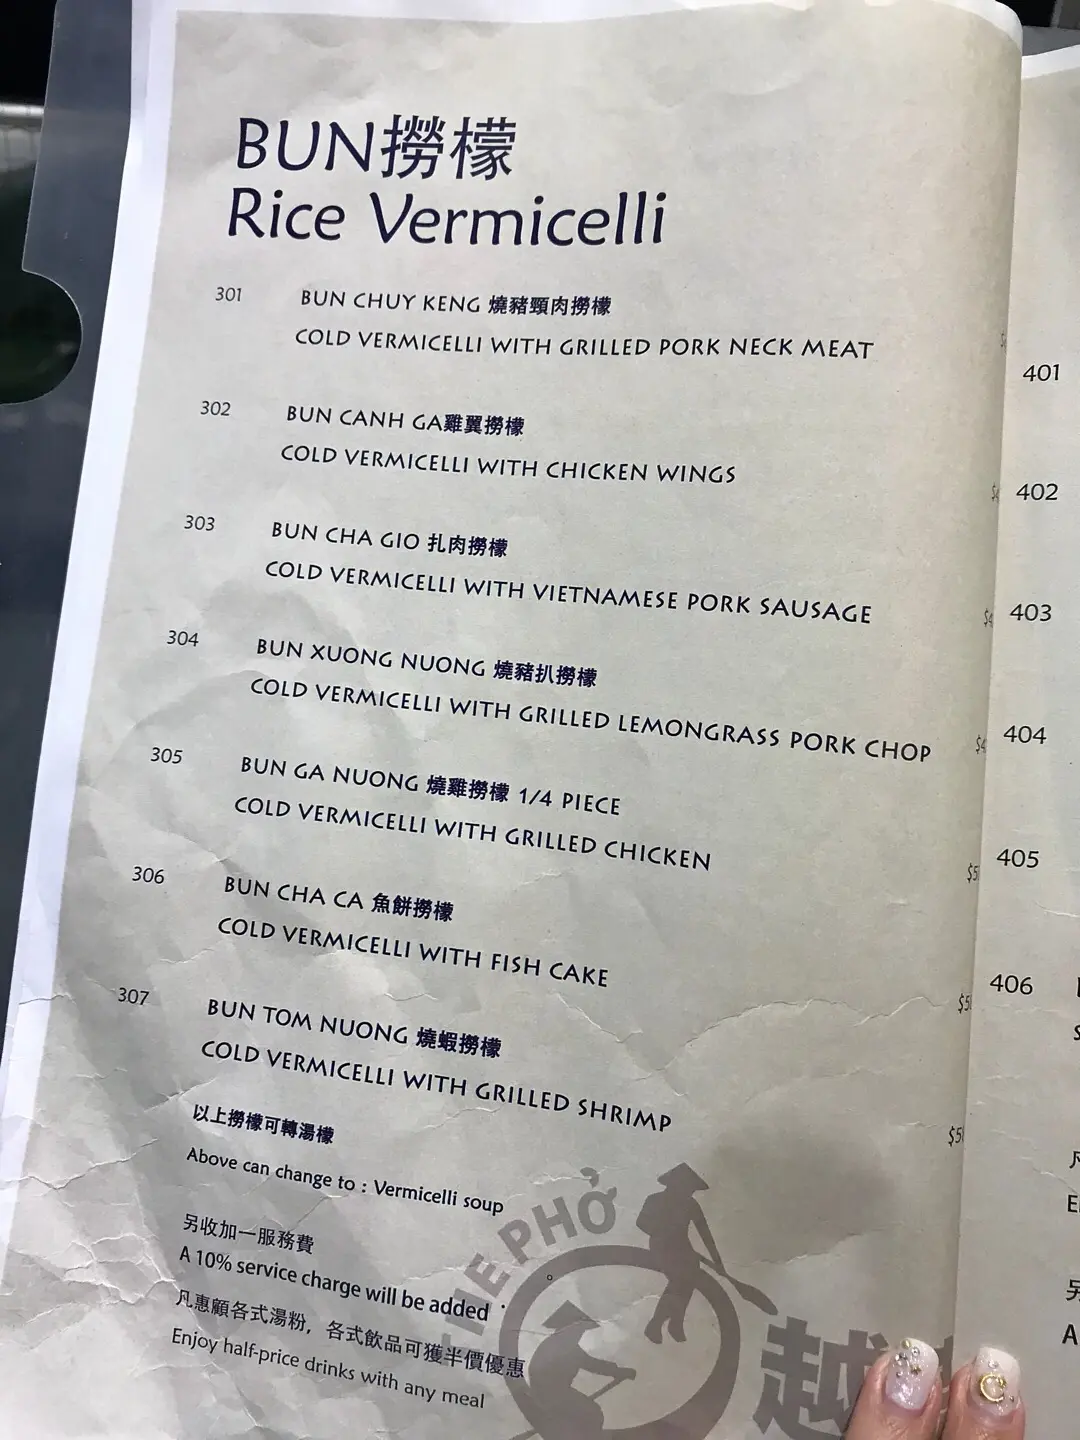 BUN撈檬
Rice Vermicelli
301 BUN CHUY KENG 燒豬頸肉撈檬
COLD VERMICELLI WITH GRILLED PORK NECK MEAT
302 BUN CANH GA雞翼撈檬
COLD VERMICELLI WITH CHICKEN WINGS
303 BUN CHA GIO 扎肉撈檬
COLD VERMICELLI WITH VIETNAMESE PORK SAUSAGE
304 BUN XUONG NUONG 燒豬扒撈檬
COLD VERMICELLI WITH GRILLED LEMONGRASS PORK CHOP
305 BUN GA NUONG 燒雞撈檬 1/4 PIECE
COLD VERMICELLI WITH GRILLED CHICKEN
306 BUN CHA CA 魚餅撈檬
COLD VERMICELLI WITH FISH CAKE
307 BUN TOM NUONG 燒蝦撈檬
COLD VERMICELLI WITH GRILLED SHRIMP
以上撈檬可轉湯檬
Above can change to : Vermicelli soup
另收加一服務費
A 10% service charge will be added
凡惠顧各式湯粉，各式飲品可獲半價優惠
Enjoy half-price drinks with any meal
PHỞ
越
401
402
403
404
405
406